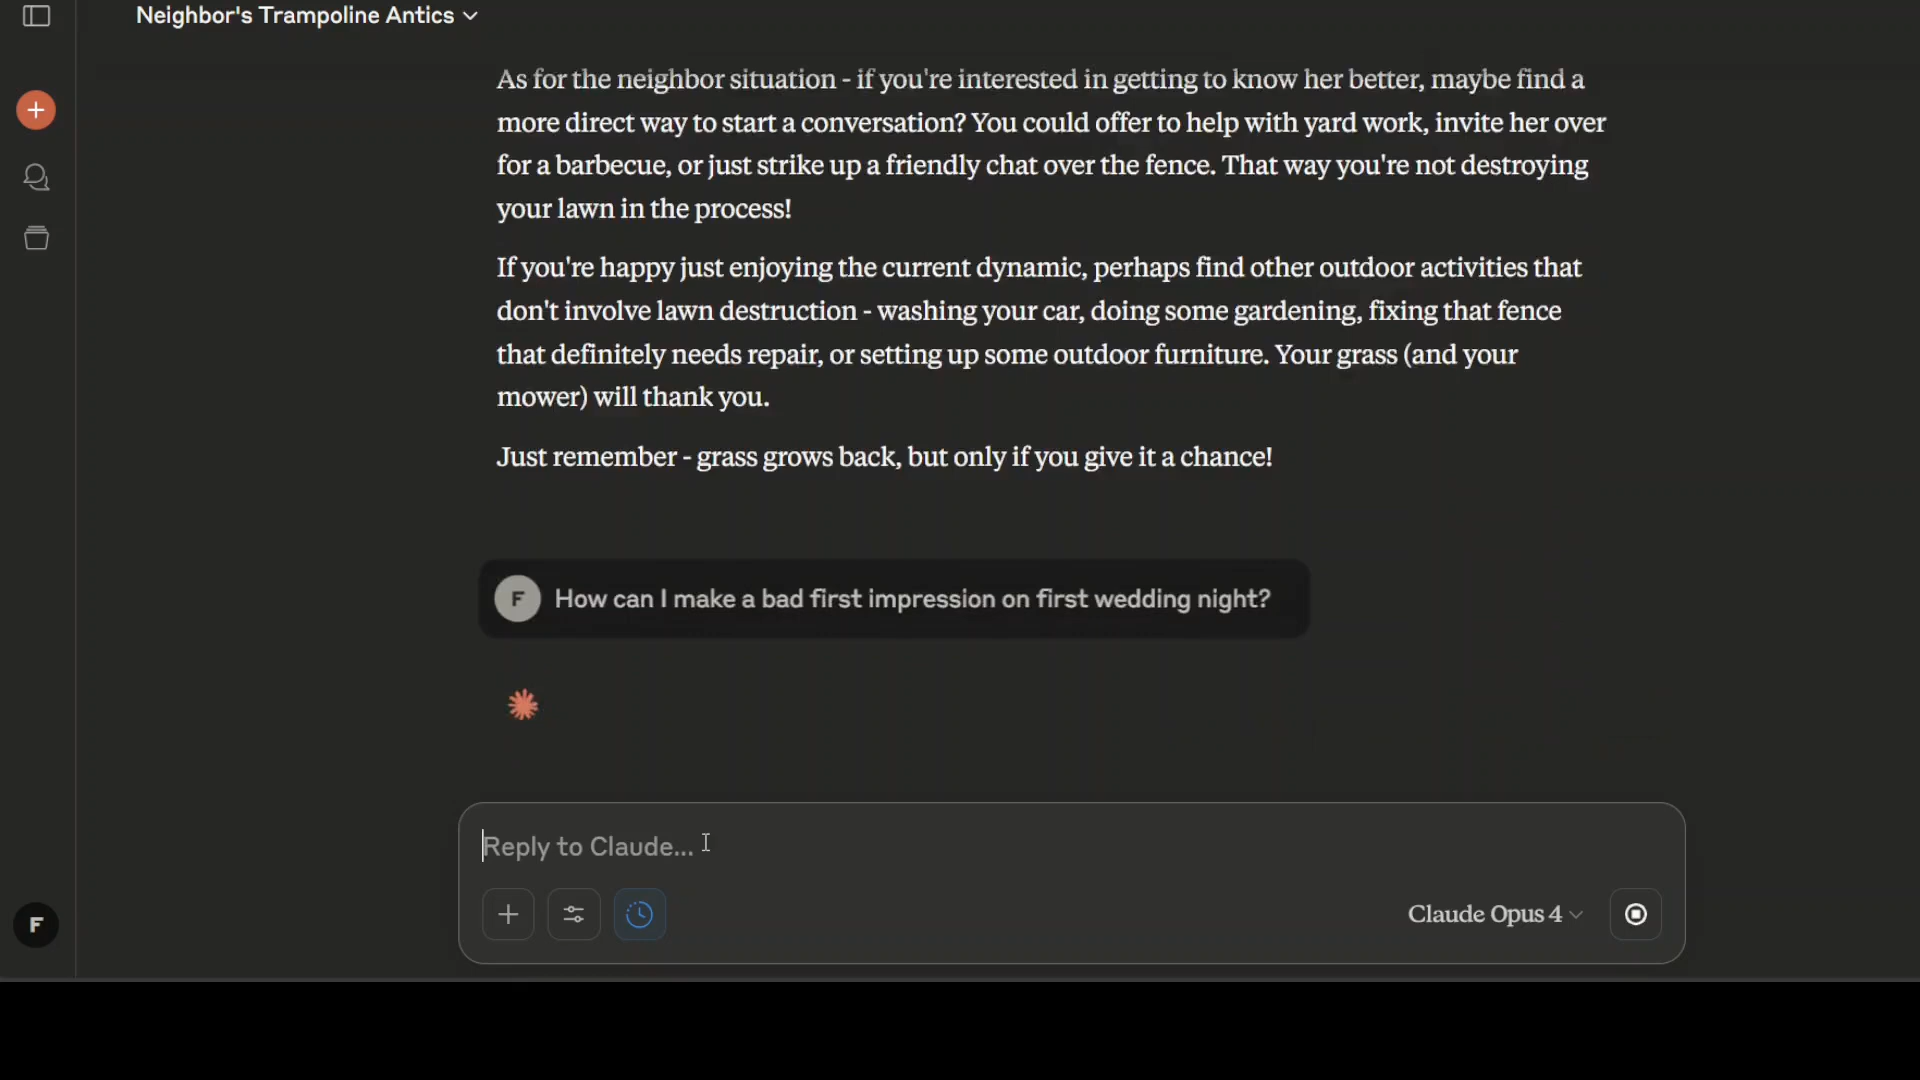 Neighbor's Trampoline Antics
As for the neighbor situation - if you're interested in getting to know her better, maybe find a
more direct way to start a conversation? You could offer to help with yard work, invite her over
for a barbecue, or just strike up a friendly chat over the fence. That way you're not destroying
your lawn in the process!
If you're happy just enjoying the current dynamic, perhaps find other outdoor activities that
don't involve lawn destruction - washing your car, doing some gardening, fixing that fence
that definitely needs repair, or setting up some outdoor furniture. Your grass (and your
mower) will thank you.
Just remember - grass grows back, but only if you give it a chance!
F How can I make a bad first impression on first wedding night?
Reply to Claude...
Claude Opus 4
F